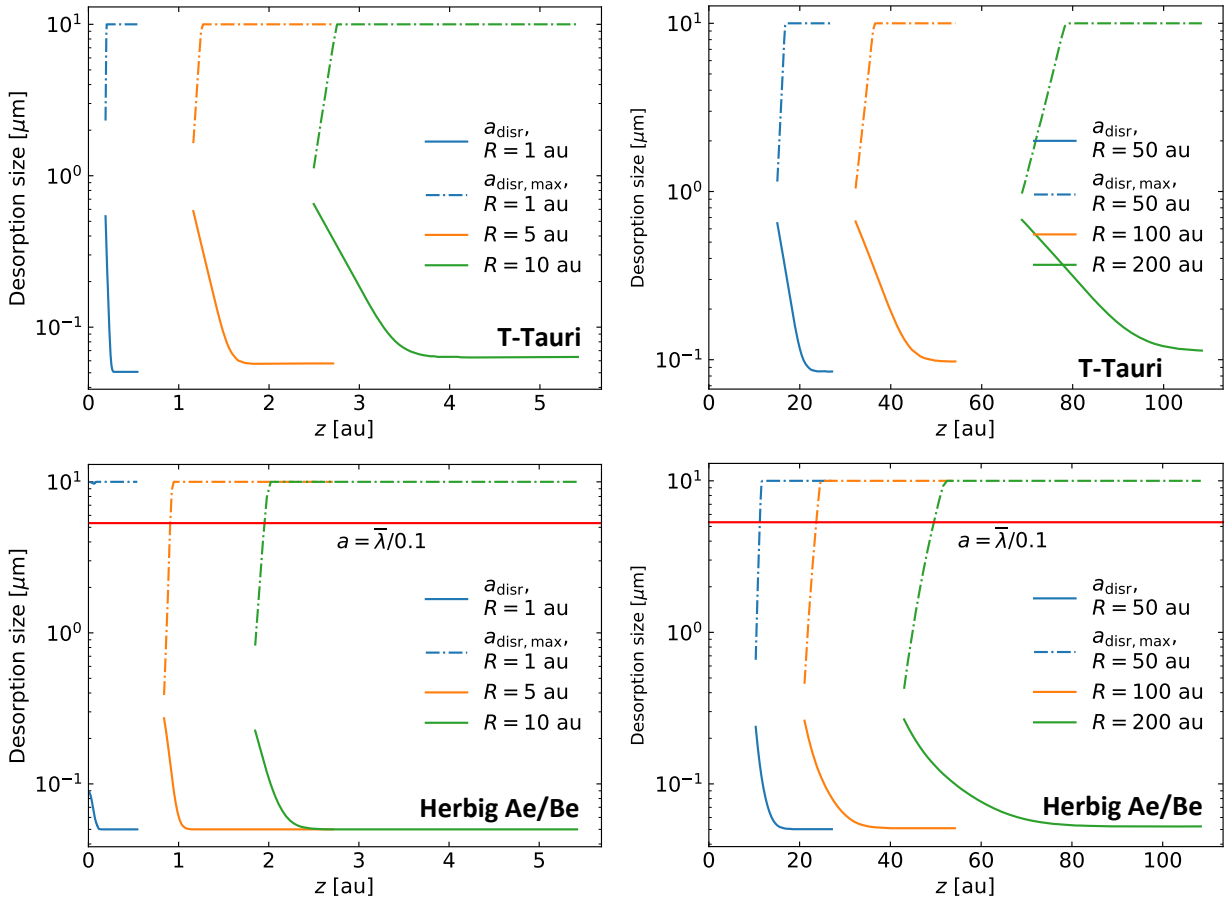 Desorption size [μm]
10¹
10⁰
10⁻¹
a_disr,
R = 1 au
a_disr, max,
R = 1 au
R = 5 au
R = 10 au
T-Tauri
0 1 2 3 4 5
z [au]
Desorption size [μm]
10¹
10⁰
10⁻¹
a_disr,
R = 50 au
a_disr, max,
R = 50 au
R = 100 au
R = 200 au
T-Tauri
0 20 40 60 80 100
z [au]
Desorption size [μm]
10¹
10⁰
10⁻¹
a = λ̅/0.1
a_disr,
R = 1 au
a_disr, max,
R = 1 au
R = 5 au
R = 10 au
Herbig Ae/Be
0 1 2 3 4 5
z [au]
Desorption size [μm]
10¹
10⁰
10⁻¹
a = λ̅/0.1
a_disr,
R = 50 au
a_disr, max,
R = 50 au
R = 100 au
R = 200 au
Herbig Ae/Be
0 20 40 60 80 100
z [au]